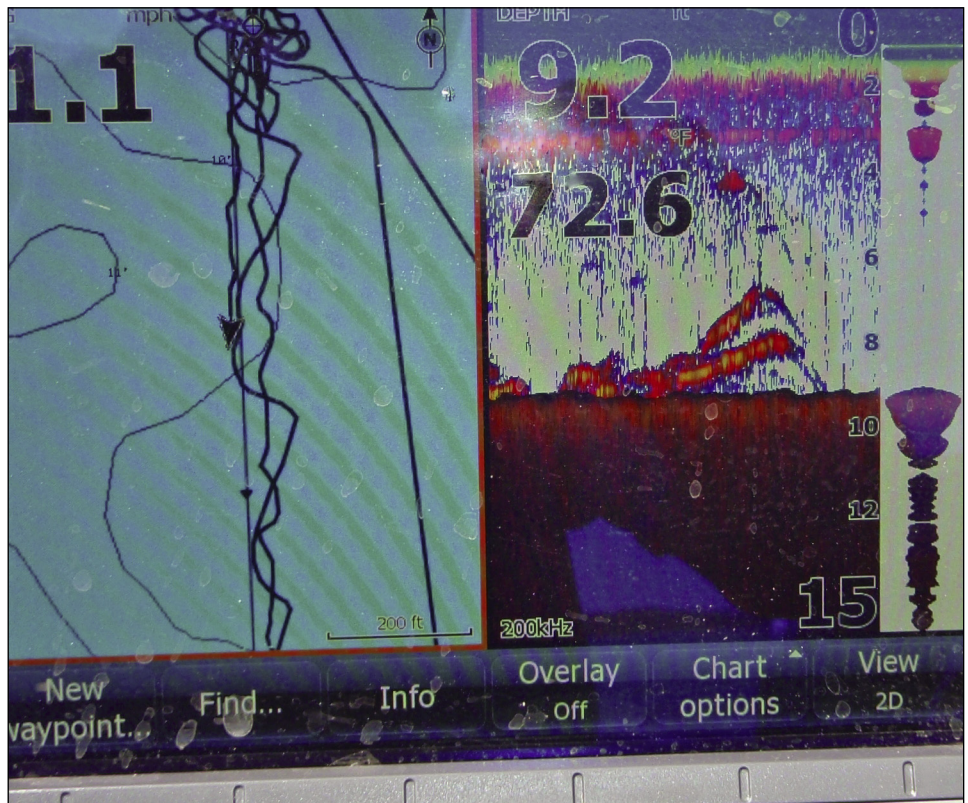 mph
1.1
N
10'
11'
200 ft
DEPTH ft
9.2
°F
72.6
0
2
4
6
8
10
12
15
200kHz
New
waypoint...
Find...
Info
Overlay
Off
Chart
options
View
2D